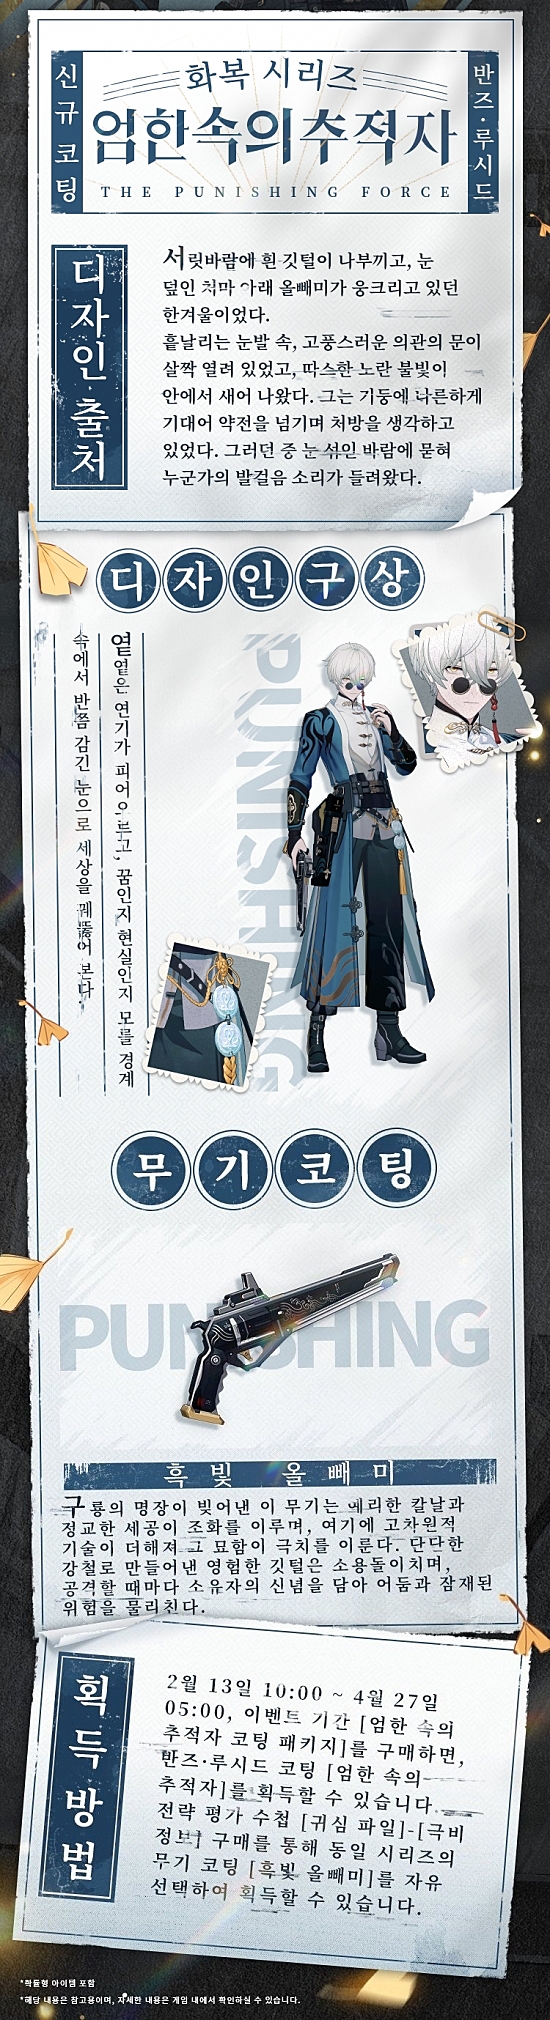 신규 코팅
화복 시리즈
엄한 속의 추적자
THE PUNISHING FORCE
반즈·루시드
디자인 출처
서릿바람에 흰 깃털이 나부끼고, 눈
덮인 처마 아래 올빼미가 웅크리고 있던
한겨울이었다.
흩날리는 눈발 속, 고풍스러운 의관의 문이
살짝 열려 있었고, 따스한 노란 불빛이
안에서 새어 나왔다. 그는 기둥에 나른하게
기대어 약전을 넘기며 처방을 생각하고
있었다. 그러던 중 눈 섞인 바람에 묻혀
누군가의 발걸음 소리가 들려왔다.
디자인구상
옅옅은 연기가 피어오르고, 꿈인지 현실인지 모를 경계
속에서 반쯤 감긴 눈으로 세상을 꿰뚫어 본다.
PUNISHING
무기코팅
PUNISHING
흑빛 올빼미
구룡의 명장이 빚어낸 이 무기는 예리한 칼날과
정교한 세공이 조화를 이루며, 여기에 고차원적
기술이 더해져 그 묘함이 극치를 이룬다. 단단한
강철로 만들어낸 영험한 깃털은 소용돌이치며,
공격할 때마다 소유자의 신념을 담아 어둠과 잠재된
위험을 물리친다.
획득 방법
2월 13일 10:00 ~ 4월 27일
05:00, 이벤트 기간 [엄한 속의
추적자 코팅 패키지]를 구매하면,
반즈·루시드 코팅 [엄한 속의
추적자]를 획득할 수 있습니다.
전략 평가 수첩 [귀심 파일]-[극비
정보] 구매를 통해 동일 시리즈의
무기 코팅 [흑빛 올빼미]를 자유
선택하여 획득할 수 있습니다.
*확률형 아이템 포함
*해당 내용은 참고용이며, 자세한 내용은 게임 내에서 확인하실 수 있습니다.